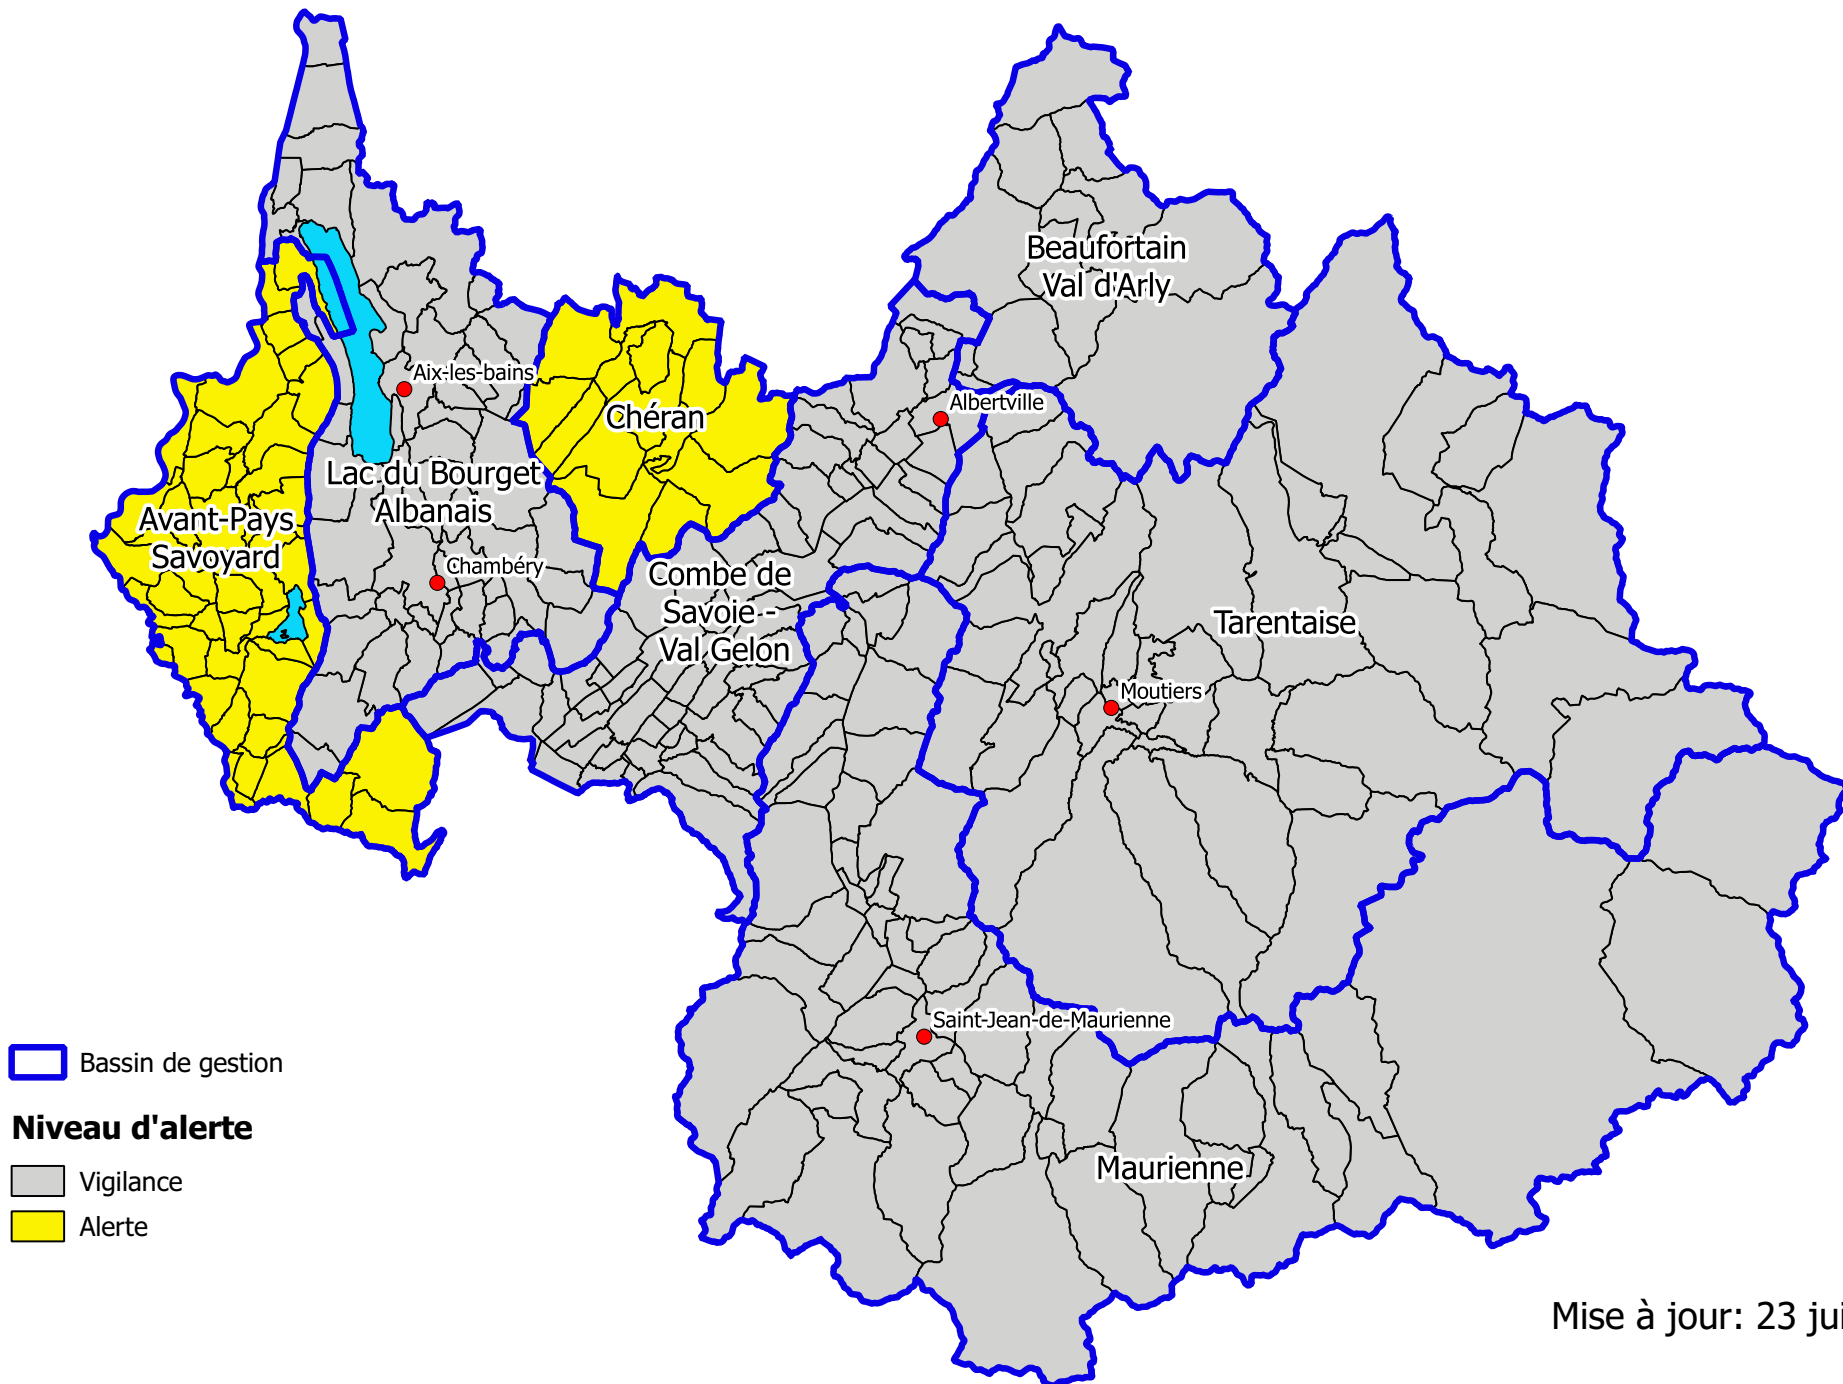 Beaufortain
Val d'Arly
Aix-les-bains
Albertville
Chéran
Lac du Bourget
Albanais
Avant-Pays
Savoyard
Chambéry
Combe de
Savoie -
Val Gelon
Tarentaise
Moutiers
Saint-Jean-de-Maurienne
Maurienne
Bassin de gestion
Niveau d'alerte
Vigilance
Alerte
Mise à jour: 23